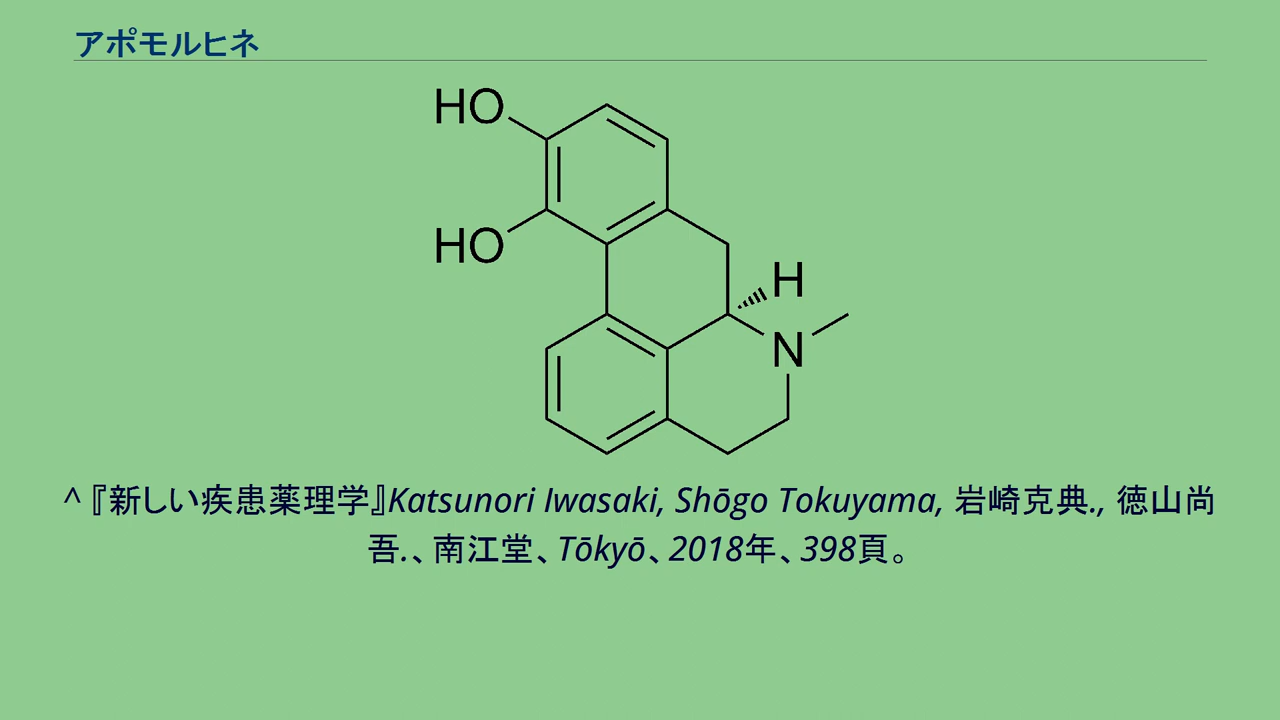 アポモルヒネ
HO
HO
H
N
^『新しい疾患薬理学』Katsunori Iwasaki, Shōgo Tokuyama, 岩崎克典., 徳山尚
吾.、南江堂、Tōkyō、2018年、398頁。